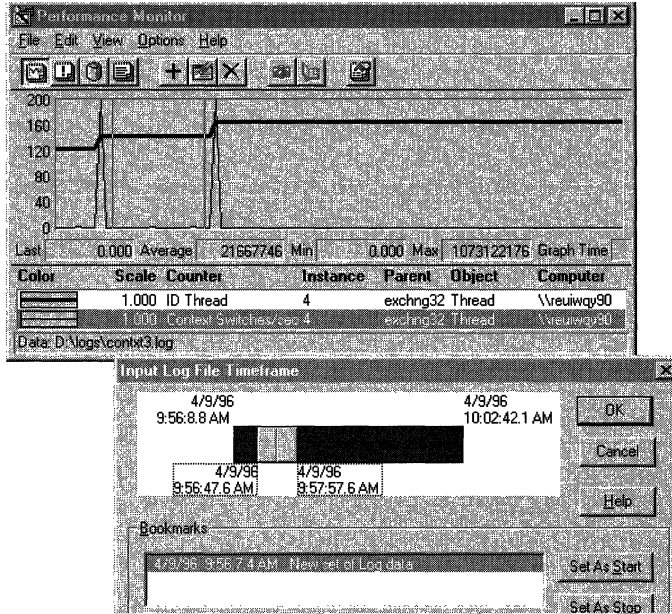 Performance Monitor
File Edit View Options Help
200
160
120
80
40
0
Last 0.000 Average 21667746 Min 0.000 Max 1073122176 Graph Time
Color Scale Counter Instance Parent Object Computer
1.000 ID Thread 4 exchng32 Thread \\reuiwqy90
1.000 Context Switches/sec 4 exchng32 Thread \\reuiwqy90
Data: D:\logs\contxt3.log
Input Log File Timeframe
4/9/96 4/9/96
9:56:8.8 AM 10:02:42.1 AM
OK
Cancel
4/9/96 4/9/96
9:56:47.6 AM 9:57:57.6 AM
Help
Bookmarks
4/9/96 9:56:7.4 AM New set of Log data
Set As Start
Set As Stop